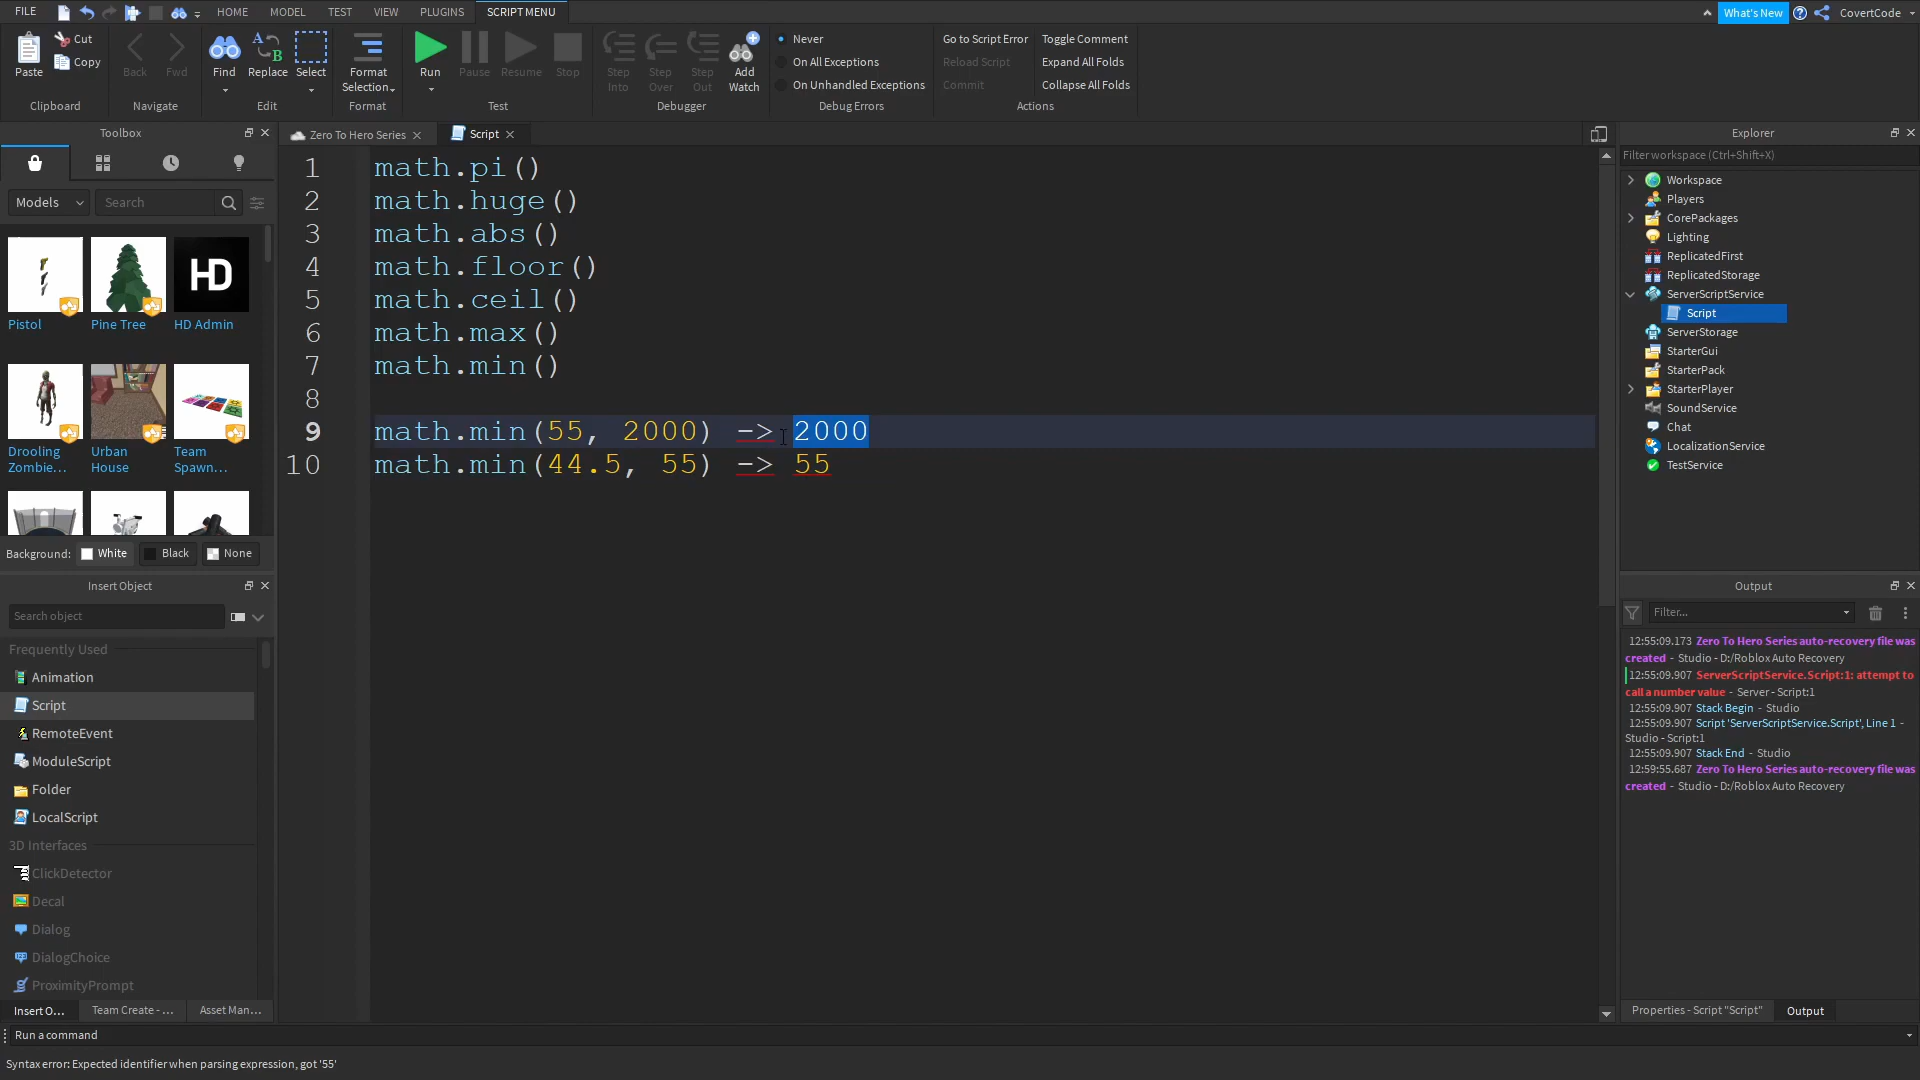 FILE HOME MODEL TEST VIEW PLUGINS SCRIPT MENU What's New CovertCode
Paste Cut Copy Clipboard
Back Fwd Navigate
Find Replace Select Edit
Format Selection Format
Run Pause Resume Stop Test
Step Into Step Over Step Out Add Watch Debugger
Never
On All Exceptions
On Unhandled Exceptions
Debug Errors
Go to Script Error Toggle Comment
Reload Script Expand All Folds
Commit Collapse All Folds
Actions
Toolbox
Models Search
Pistol Pine Tree HD Admin
HD
Drooling Zombie... Urban House Team Spawn...
Background: White Black None
Insert Object
Search object
Frequently Used
Animation
Script
RemoteEvent
ModuleScript
Folder
LocalScript
3D Interfaces
ClickDetector
Decal
Dialog
DialogChoice
ProximityPrompt
Insert O... Team Create - ... Asset Man...
Zero To Hero Series Script
1 math.pi()
2 math.huge()
3 math.abs()
4 math.floor()
5 math.ceil()
6 math.max()
7 math.min()
8
9 math.min(55, 2000) -> 2000
10 math.min(44.5, 55) -> 55
Explorer
Filter workspace (Ctrl+Shift+X)
Workspace
Players
CorePackages
Lighting
ReplicatedFirst
ReplicatedStorage
ServerScriptService
Script
ServerStorage
StarterGui
StarterPack
StarterPlayer
SoundService
Chat
LocalizationService
TestService
Output
Filter...
12:55:09.173 Zero To Hero Series auto-recovery file was
created - Studio - D:/Roblox Auto Recovery
12:55:09.907 ServerScriptService.Script:1: attempt to
call a number value - Server - Script:1
12:55:09.907 Stack Begin - Studio
12:55:09.907 Script 'ServerScriptService.Script', Line 1 -
Studio - Script:1
12:55:09.907 Stack End - Studio
12:59:55.687 Zero To Hero Series auto-recovery file was
created - Studio - D:/Roblox Auto Recovery
Properties - Script "Script" Output
Run a command
Syntax error: Expected identifier when parsing expression, got '55'